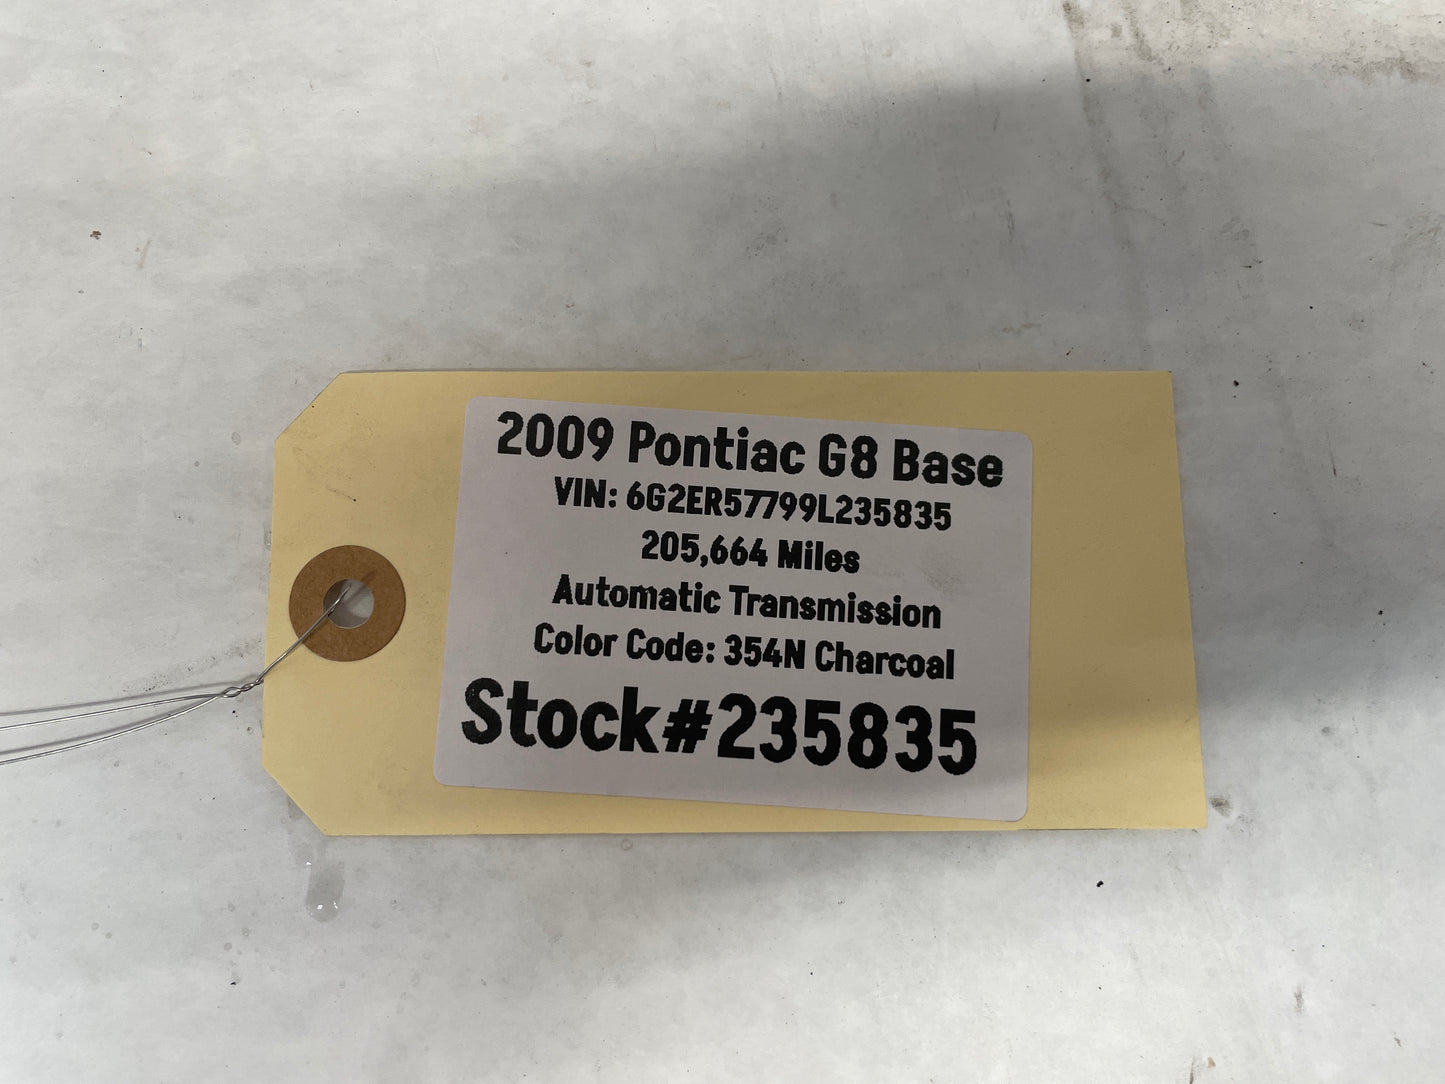 2009 Pontiac G8 Base
VIN: 6G2ER57799L235835
205,664 Miles
Automatic Transmission
Color Code: 354N Charcoal
Stock#235835